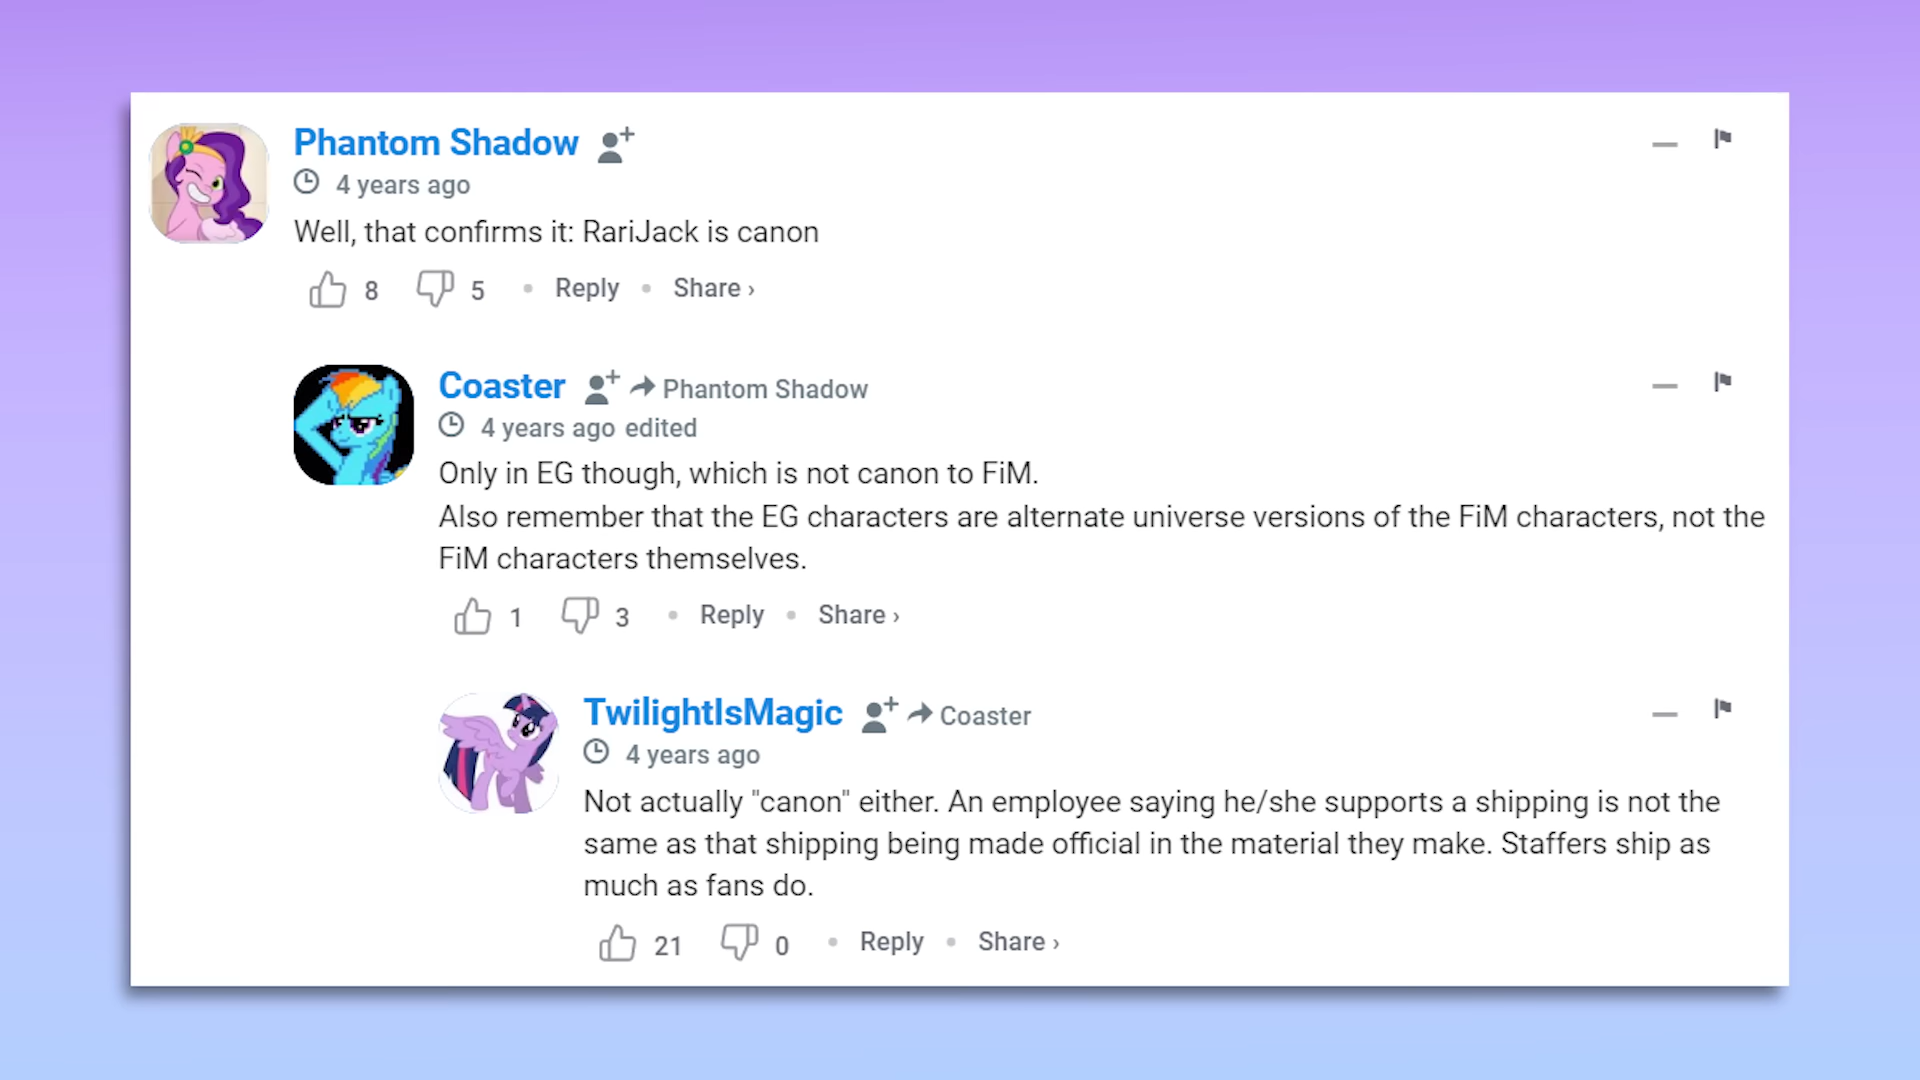 Phantom Shadow
4 years ago
Well, that confirms it: RariJack is canon
8 5 • Reply • Share ›
Coaster Phantom Shadow
4 years ago edited
Only in EG though, which is not canon to FiM.
Also remember that the EG characters are alternate universe versions of the FiM characters, not the
FiM characters themselves.
1 3 • Reply • Share ›
TwilightIsMagic Coaster
4 years ago
Not actually "canon" either. An employee saying he/she supports a shipping is not the
same as that shipping being made official in the material they make. Staffers ship as
much as fans do.
21 0 • Reply • Share ›